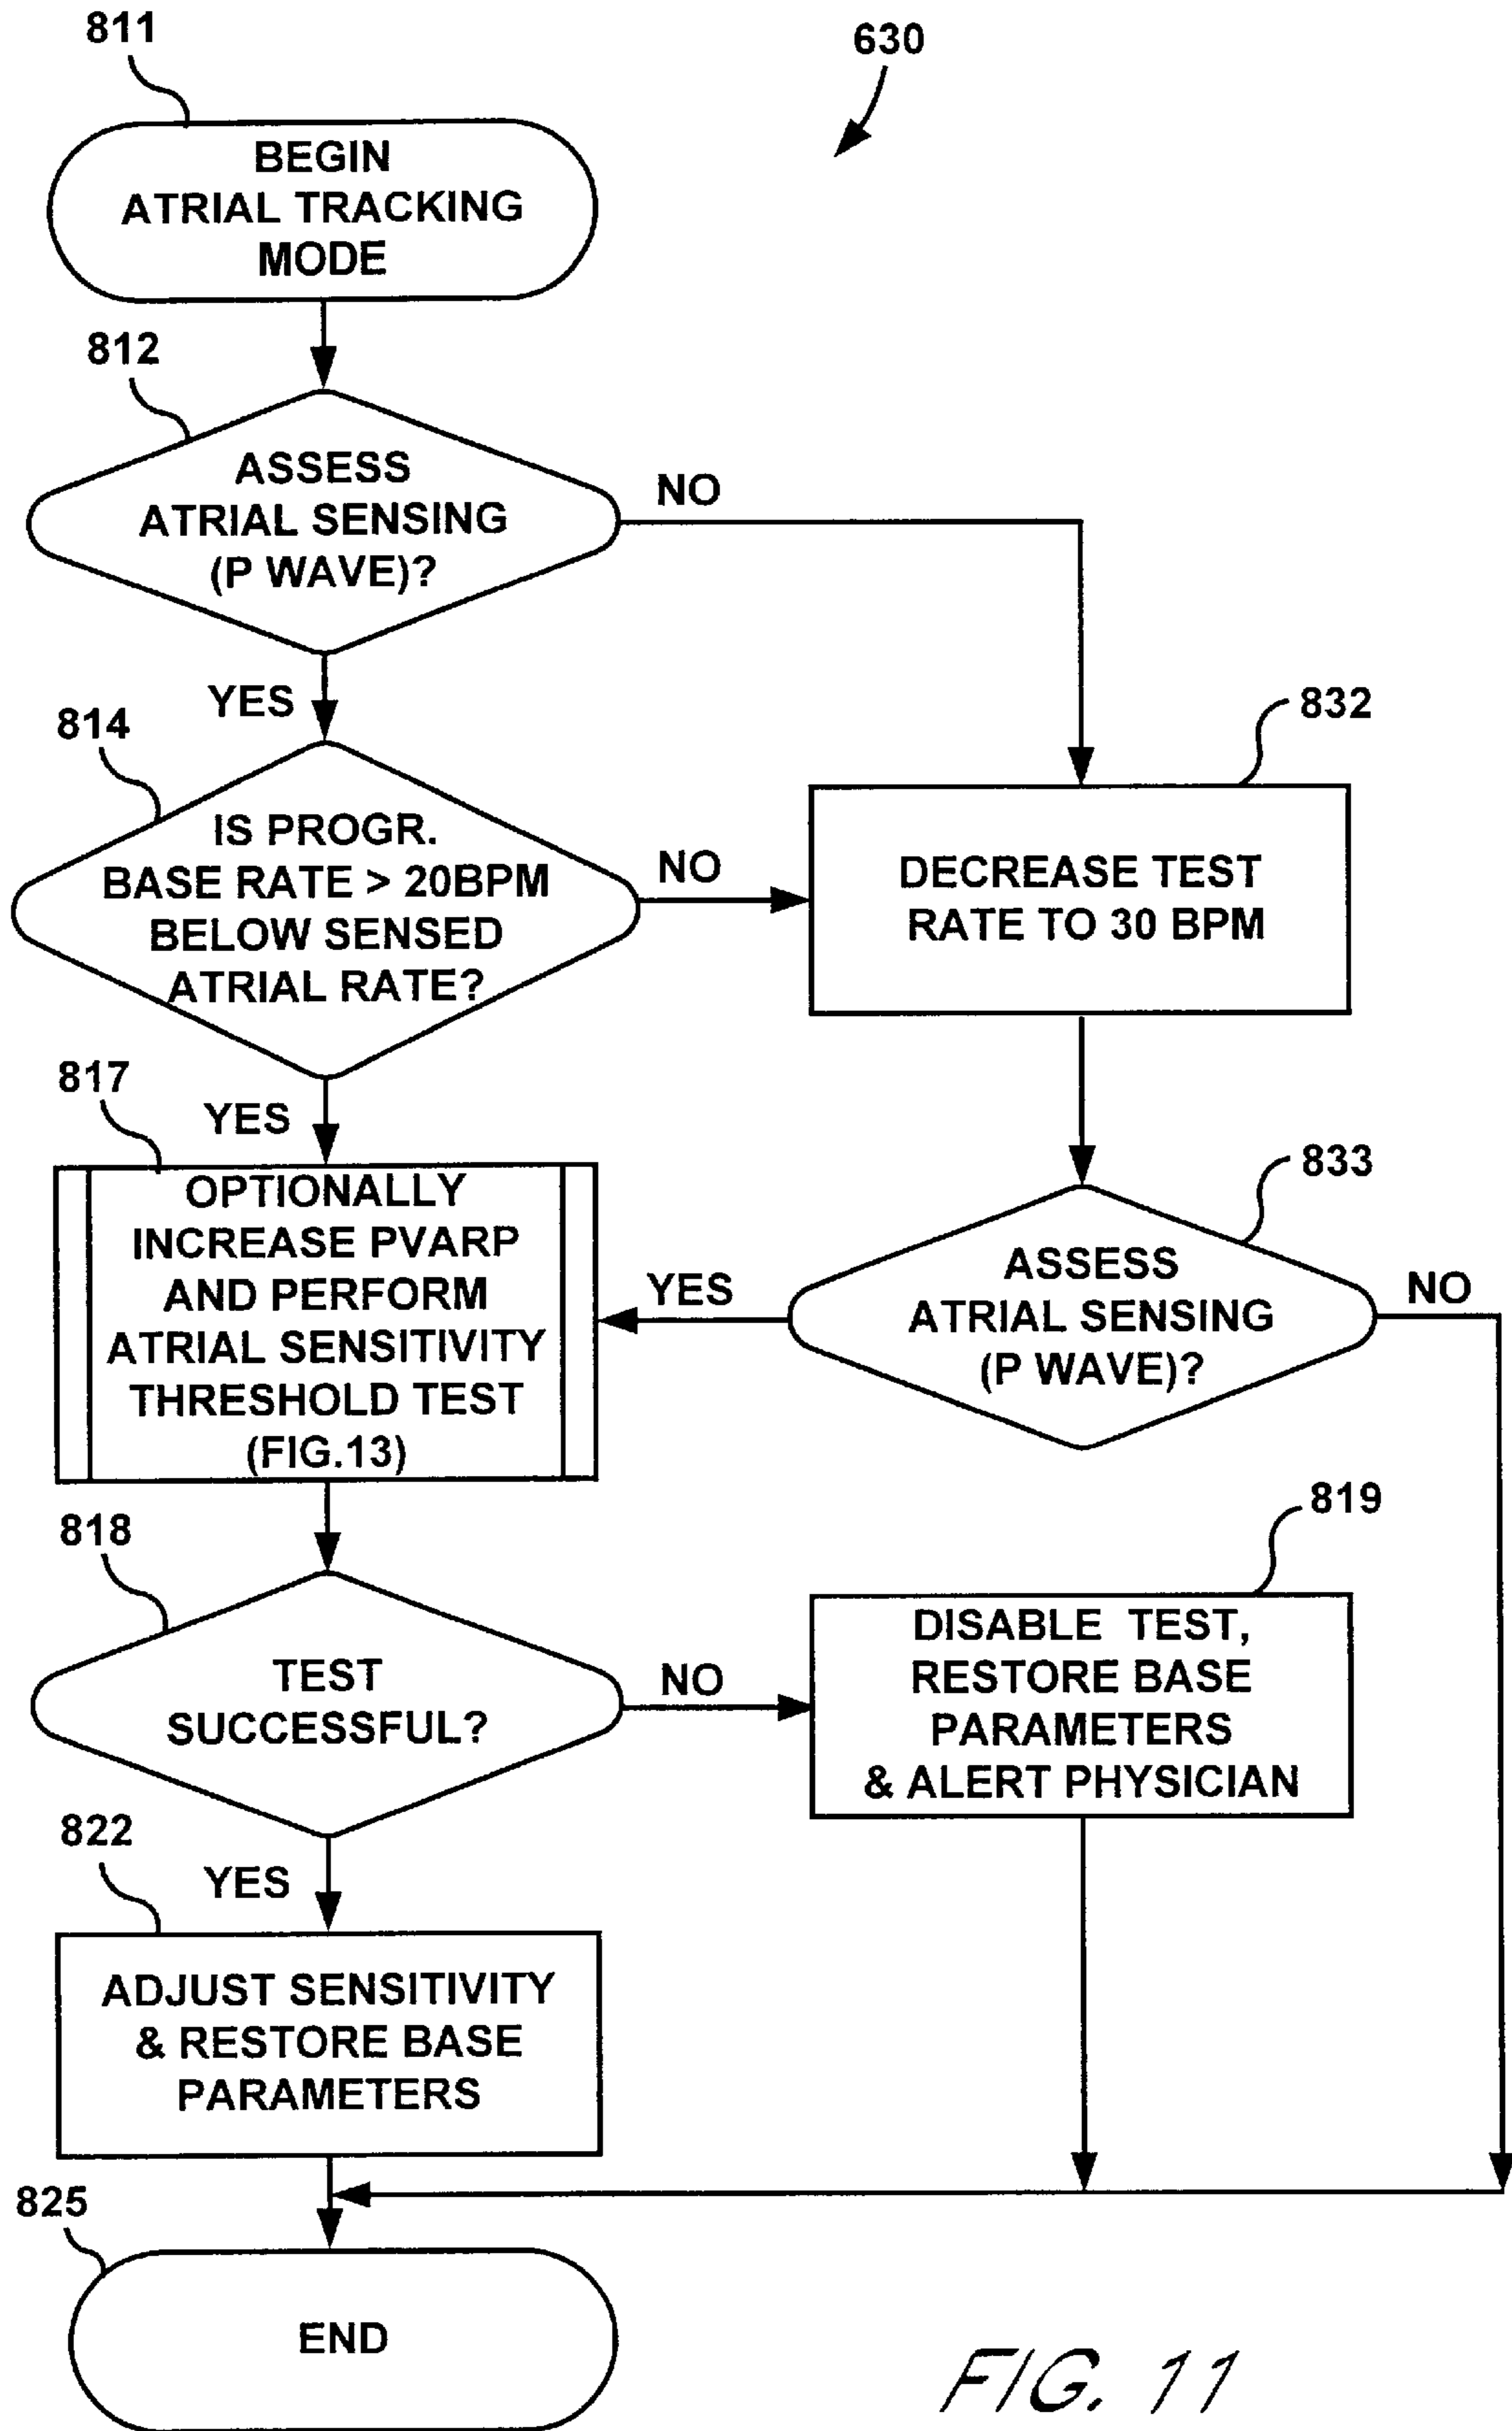 811
630
BEGIN
ATRIAL TRACKING
MODE
812
ASSESS
ATRIAL SENSING
(P WAVE)?
NO
YES
814
832
IS PROGR.
BASE RATE > 20BPM
BELOW SENSED
ATRIAL RATE?
NO
DECREASE TEST
RATE TO 30 BPM
YES
817
833
OPTIONALLY
INCREASE PVARP
AND PERFORM
ATRIAL SENSITIVITY
THRESHOLD TEST
(FIG.13)
YES
ASSESS
ATRIAL SENSING
(P WAVE)?
NO
818
819
TEST
SUCCESSFUL?
NO
DISABLE TEST,
RESTORE BASE
PARAMETERS
& ALERT PHYSICIAN
YES
822
ADJUST SENSITIVITY
& RESTORE BASE
PARAMETERS
825
END
FIG. 11